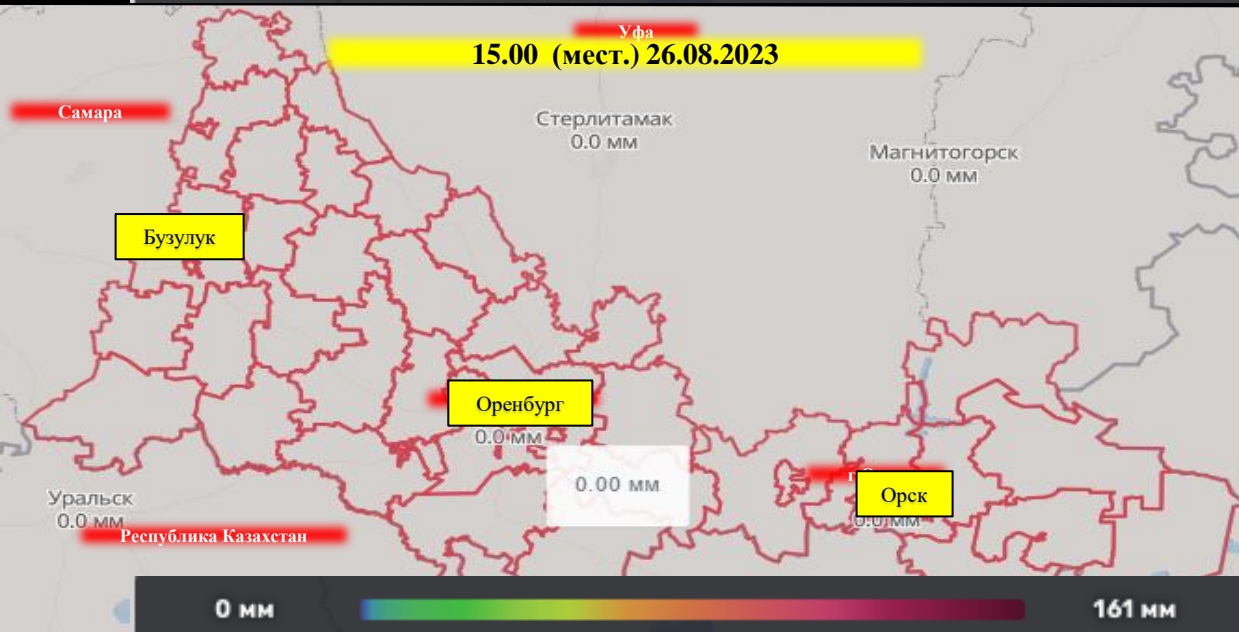 Уфа
15.00 (мест.) 26.08.2023
Самара
Стерлитамак
0.0 мм
Магнитогорск
0.0 мм
Бузулук
Оренбург
0.0 мм
0.00 мм
Орск
0.0 мм
Уральск
0.0 мм
Республика Казахстан
0 мм
161 мм